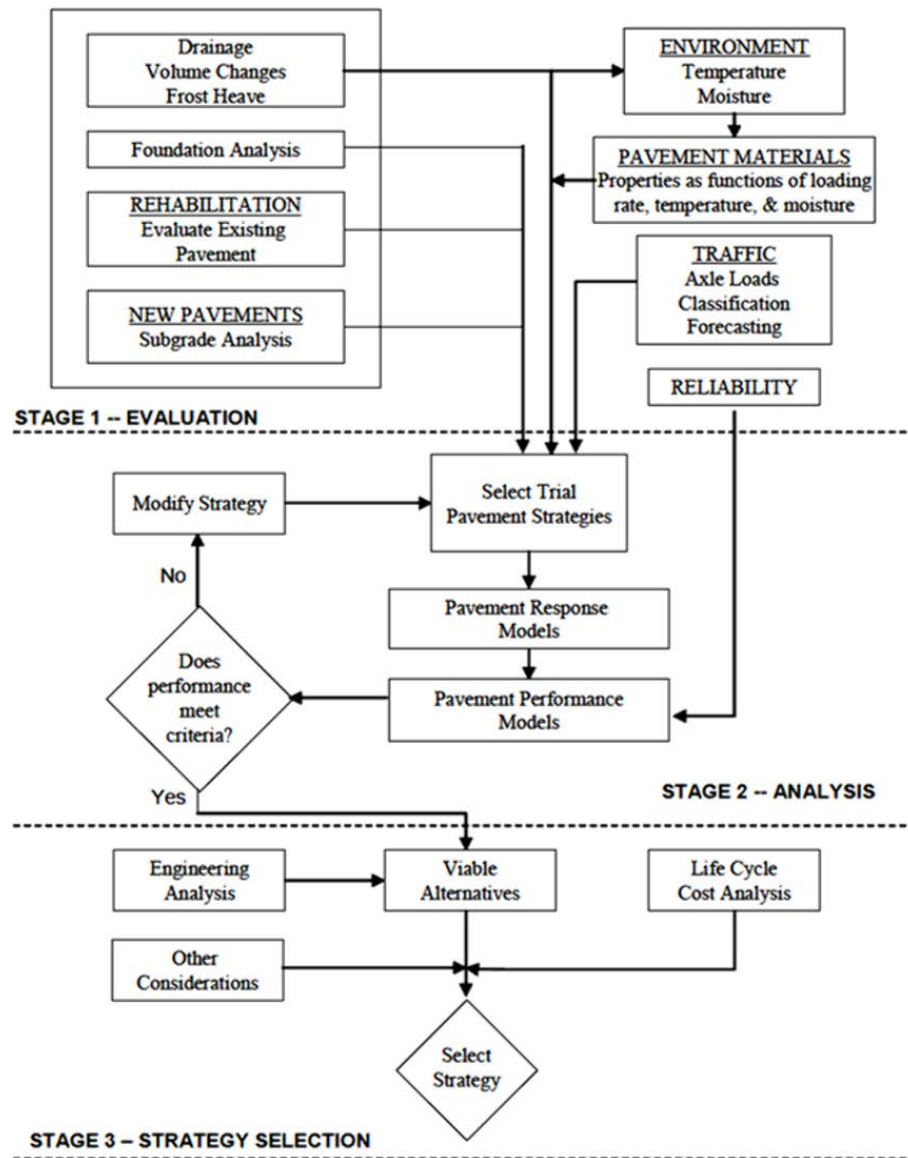 Drainage
Volume Changes
Frost Heave
Foundation Analysis
REHABILITATION
Evaluate Existing
Pavement
NEW PAVEMENTS
Subgrade Analysis
ENVIRONMENT
Temperature
Moisture
PAVEMENT MATERIALS
Properties as functions of loading
rate, temperature, & moisture
TRAFFIC
Axle Loads
Classification
Forecasting
RELIABILITY
STAGE 1 -- EVALUATION
Modify Strategy
Select Trial
Pavement Strategies
No
Pavement Response
Models
Does
performance
meet
criteria?
Pavement Performance
Models
Yes
STAGE 2 -- ANALYSIS
Engineering
Analysis
Viable
Alternatives
Life Cycle
Cost Analysis
Other
Considerations
Select
Strategy
STAGE 3 – STRATEGY SELECTION